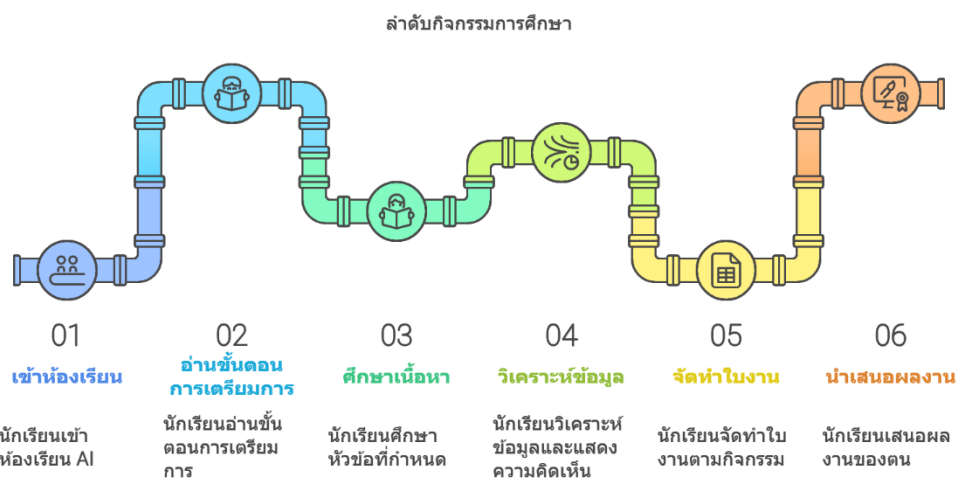 ลำดับกิจกรรมการศึกษา
01
เข้าห้องเรียน
นักเรียนเข้า
ห้องเรียน AI
02
อ่านขั้นตอน
การเตรียมการ
นักเรียนอ่านขั้น
ตอนการเตรียม
การ
03
ศึกษาเนื้อหา
นักเรียนศึกษา
หัวข้อที่กำหนด
04
วิเคราะห์ข้อมูล
นักเรียนวิเคราะห์
ข้อมูลและแสดง
ความคิดเห็น
05
จัดทำใบงาน
นักเรียนจัดทำใบ
งานตามกิจกรรม
06
นำเสนอผลงาน
นักเรียนเสนอผล
งานของตน